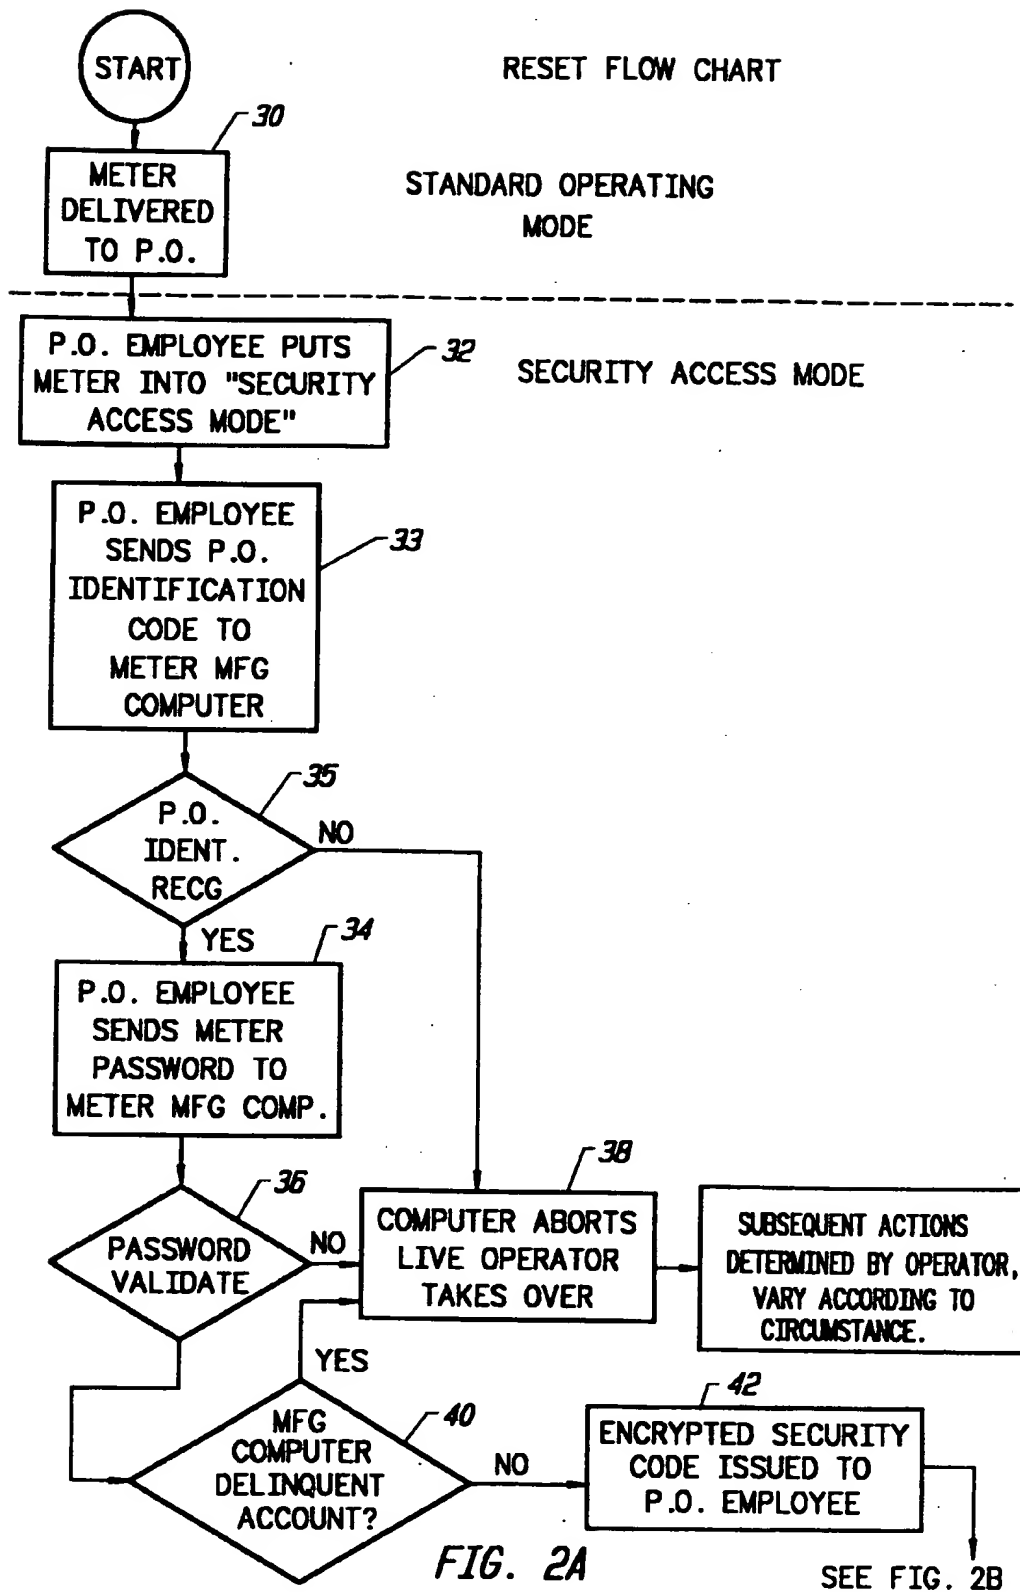 START
RESET FLOW CHART
30
METER
DELIVERED
TO P.O.
STANDARD OPERATING
MODE
P.O. EMPLOYEE PUTS
METER INTO "SECURITY
ACCESS MODE"
32
SECURITY ACCESS MODE
P.O. EMPLOYEE
SENDS P.O.
IDENTIFICATION
CODE TO
METER MFG
COMPUTER
33
35
P.O.
IDENT.
RECG
NO
YES
34
P.O. EMPLOYEE
SENDS METER
PASSWORD TO
METER MFG COMP.
36
PASSWORD
VALIDATE
NO
38
COMPUTER ABORTS
LIVE OPERATOR
TAKES OVER
SUBSEQUENT ACTIONS
DETERMINED BY OPERATOR,
VARY ACCORDING TO
CIRCUMSTANCE.
YES
40
MFG
COMPUTER
DELINQUENT
ACCOUNT?
NO
42
ENCRYPTED SECURITY
CODE ISSUED TO
P.O. EMPLOYEE
FIG. 2A
SEE FIG. 2B